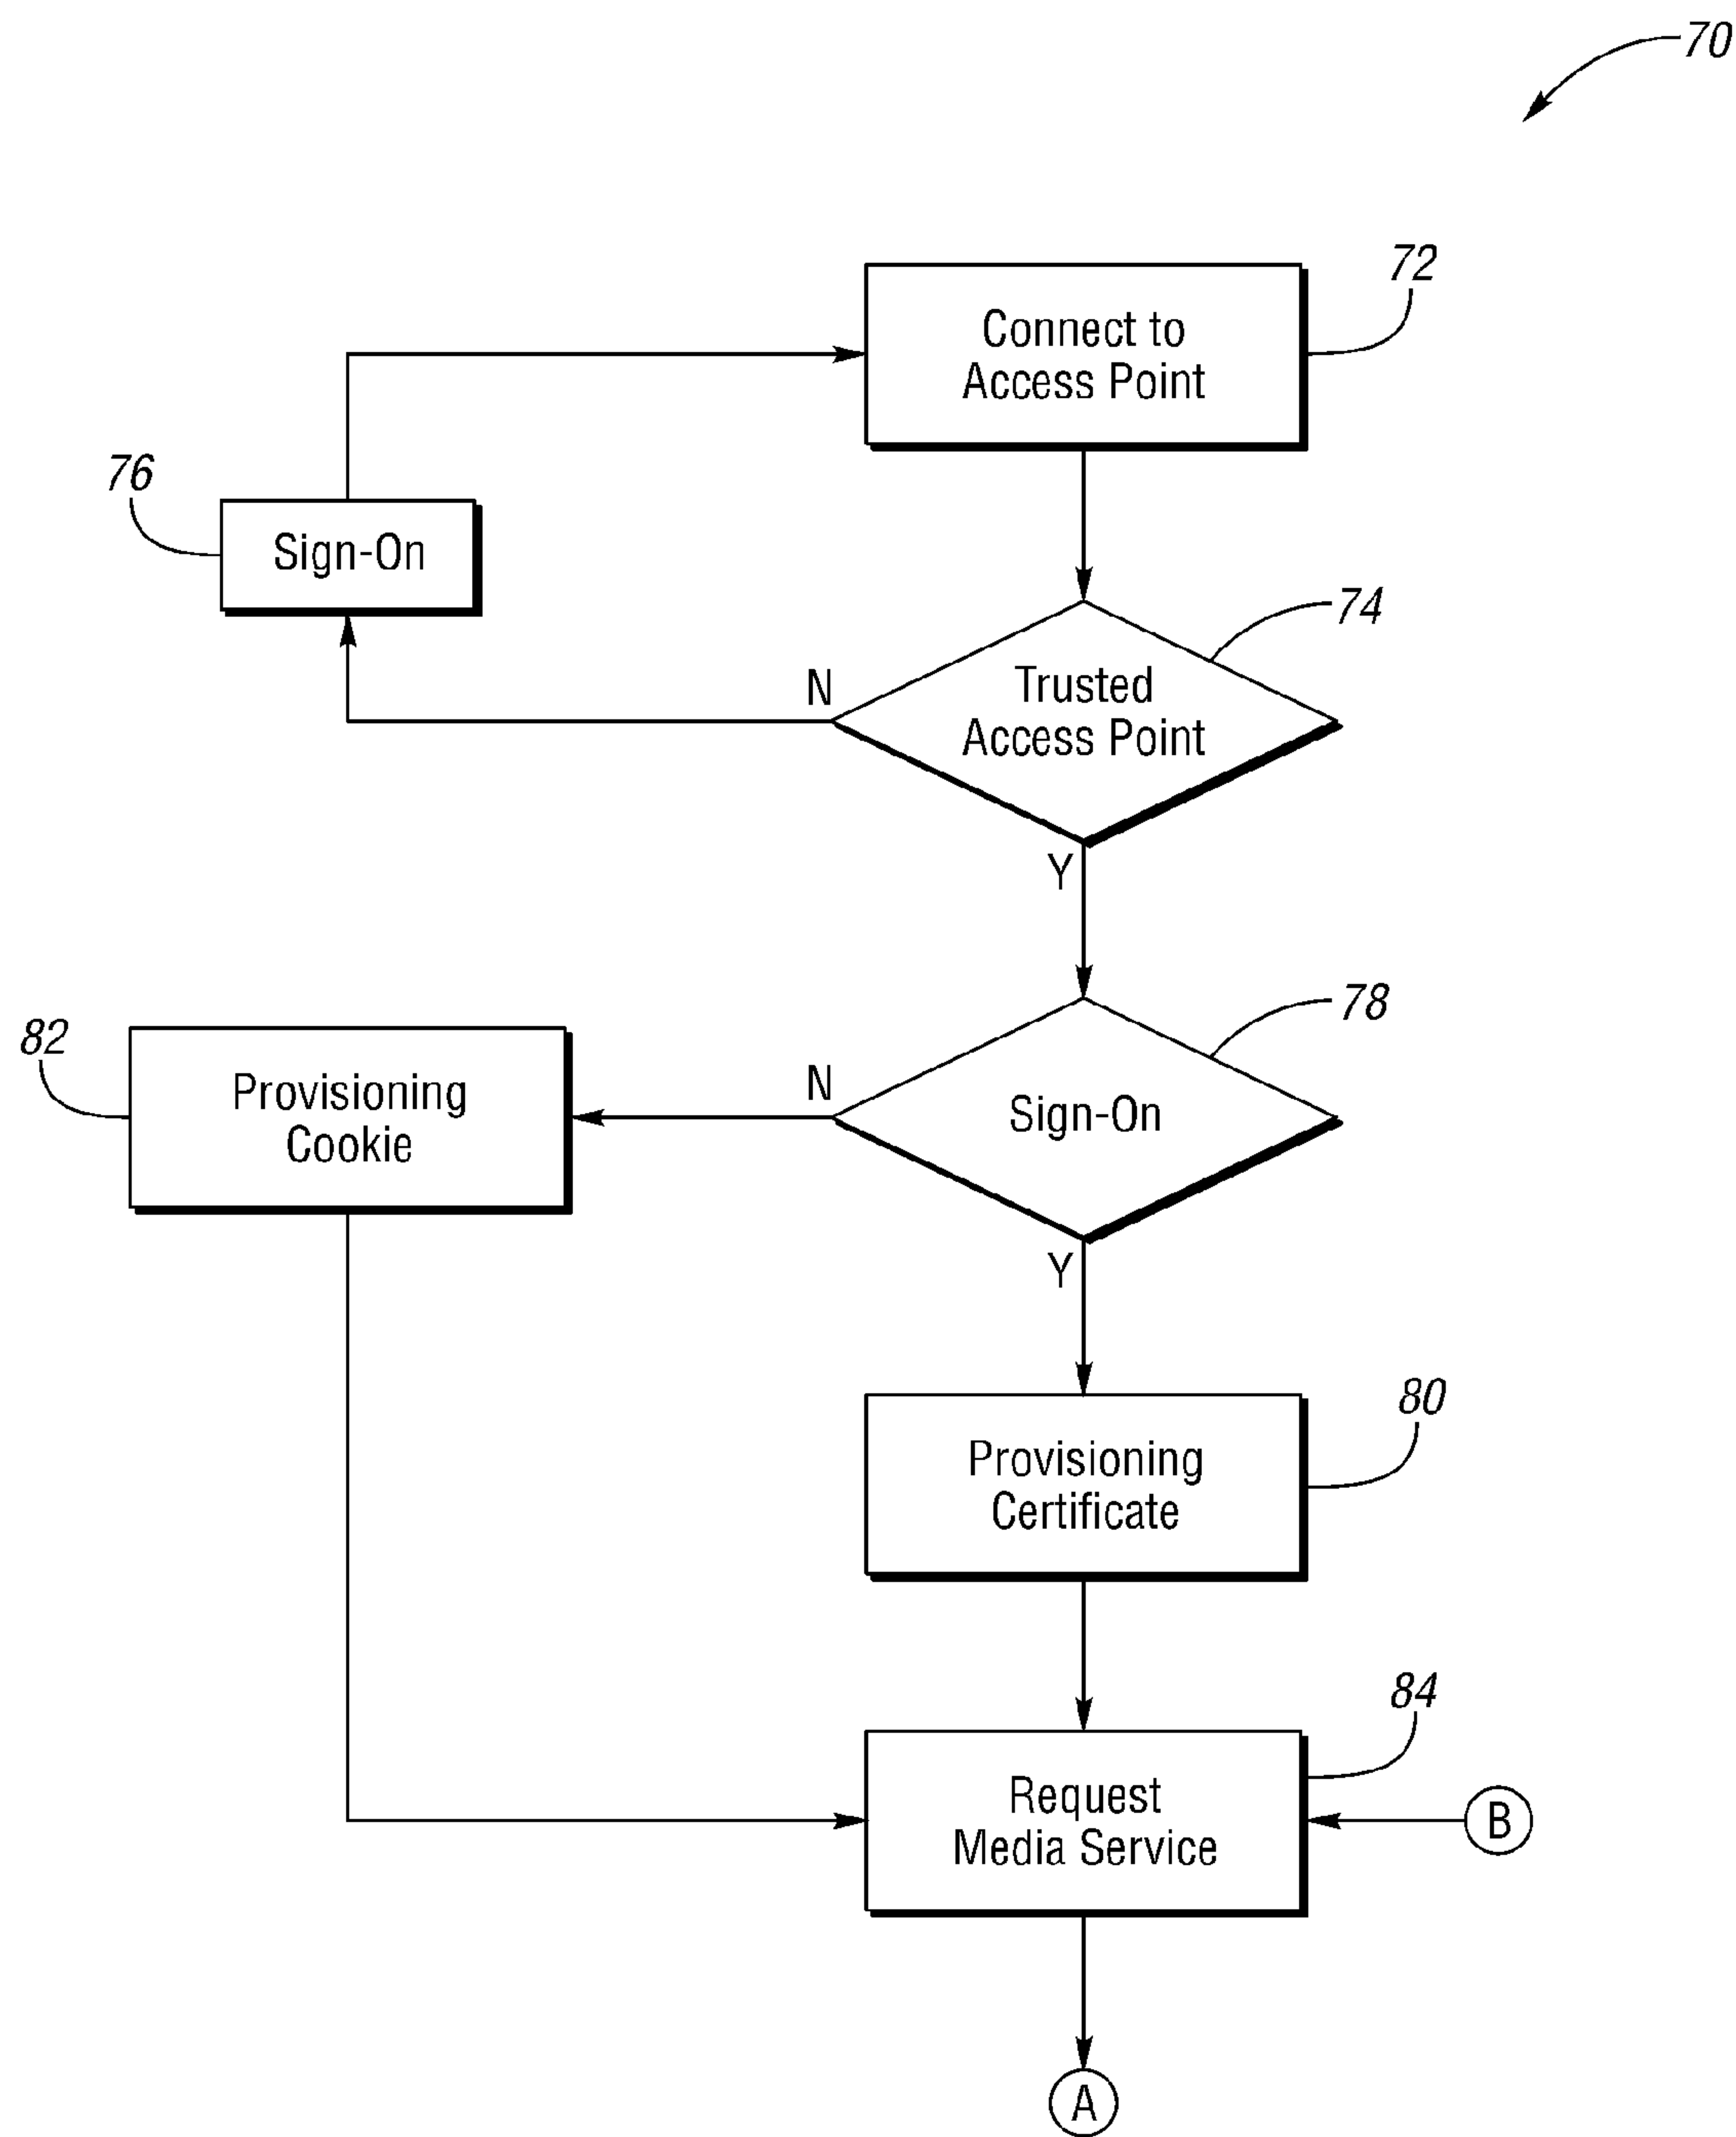 70
72
Connect to
Access Point
76
Sign-On
74
N
Trusted
Access Point
Y
78
82
Provisioning
Cookie
N
Sign-On
Y
80
Provisioning
Certificate
84
Request
Media Service
B
A